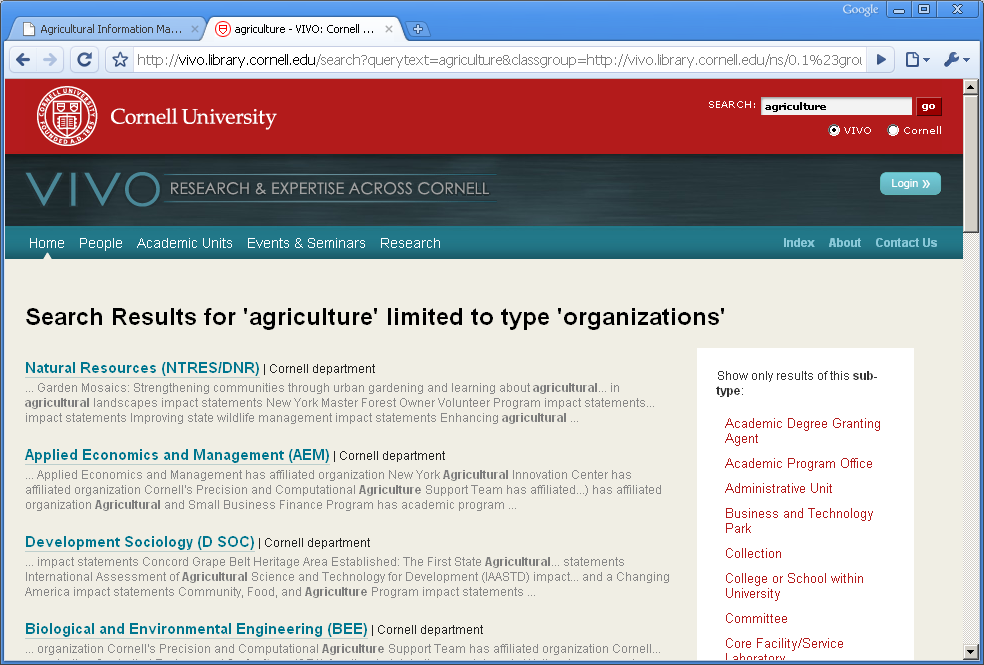 Google
Agricultural Information Ma...
agriculture - VIVO: Cornell ...
http://vivo.library.cornell.edu/search?querytext=agriculture&classgroup=http://vivo.library.cornell.edu/ns/0.1%23grou
Cornell University
SEARCH: agriculture go
VIVO Cornell
VIVO RESEARCH & EXPERTISE ACROSS CORNELL
Login »
Home People Academic Units Events & Seminars Research Index About Contact Us
Search Results for 'agriculture' limited to type 'organizations'
Natural Resources (NTRES/DNR) | Cornell department
... Garden Mosaics: Strengthening communities through urban gardening and learning about agricultural... in
agricultural landscapes impact statements New York Master Forest Owner Volunteer Program impact statements...
impact statements Improving state wildlife management impact statements Enhancing agricultural ...
Applied Economics and Management (AEM) | Cornell department
... Applied Economics and Management has affiliated organization New York Agricultural Innovation Center has
affiliated organization Cornell's Precision and Computational Agriculture Support Team has affiliated...) has affiliated
organization Agricultural and Small Business Finance Program has academic program ...
Development Sociology (D SOC) | Cornell department
... impact statements Concord Grape Belt Heritage Area Established: The First State Agricultural... statements
International Assessment of Agricultural Science and Technology for Development (IAASTD) impact... and a Changing
America impact statements Community, Food, and Agriculture Program impact statements ...
Biological and Environmental Engineering (BEE) | Cornell department
... organization Cornell's Precision and Computational Agriculture Support Team has affiliated organization Cornell...
Show only results of this sub-
type:
Academic Degree Granting
Agent
Academic Program Office
Administrative Unit
Business and Technology
Park
Collection
College or School within
University
Committee
Core Facility/Service
Laboratory